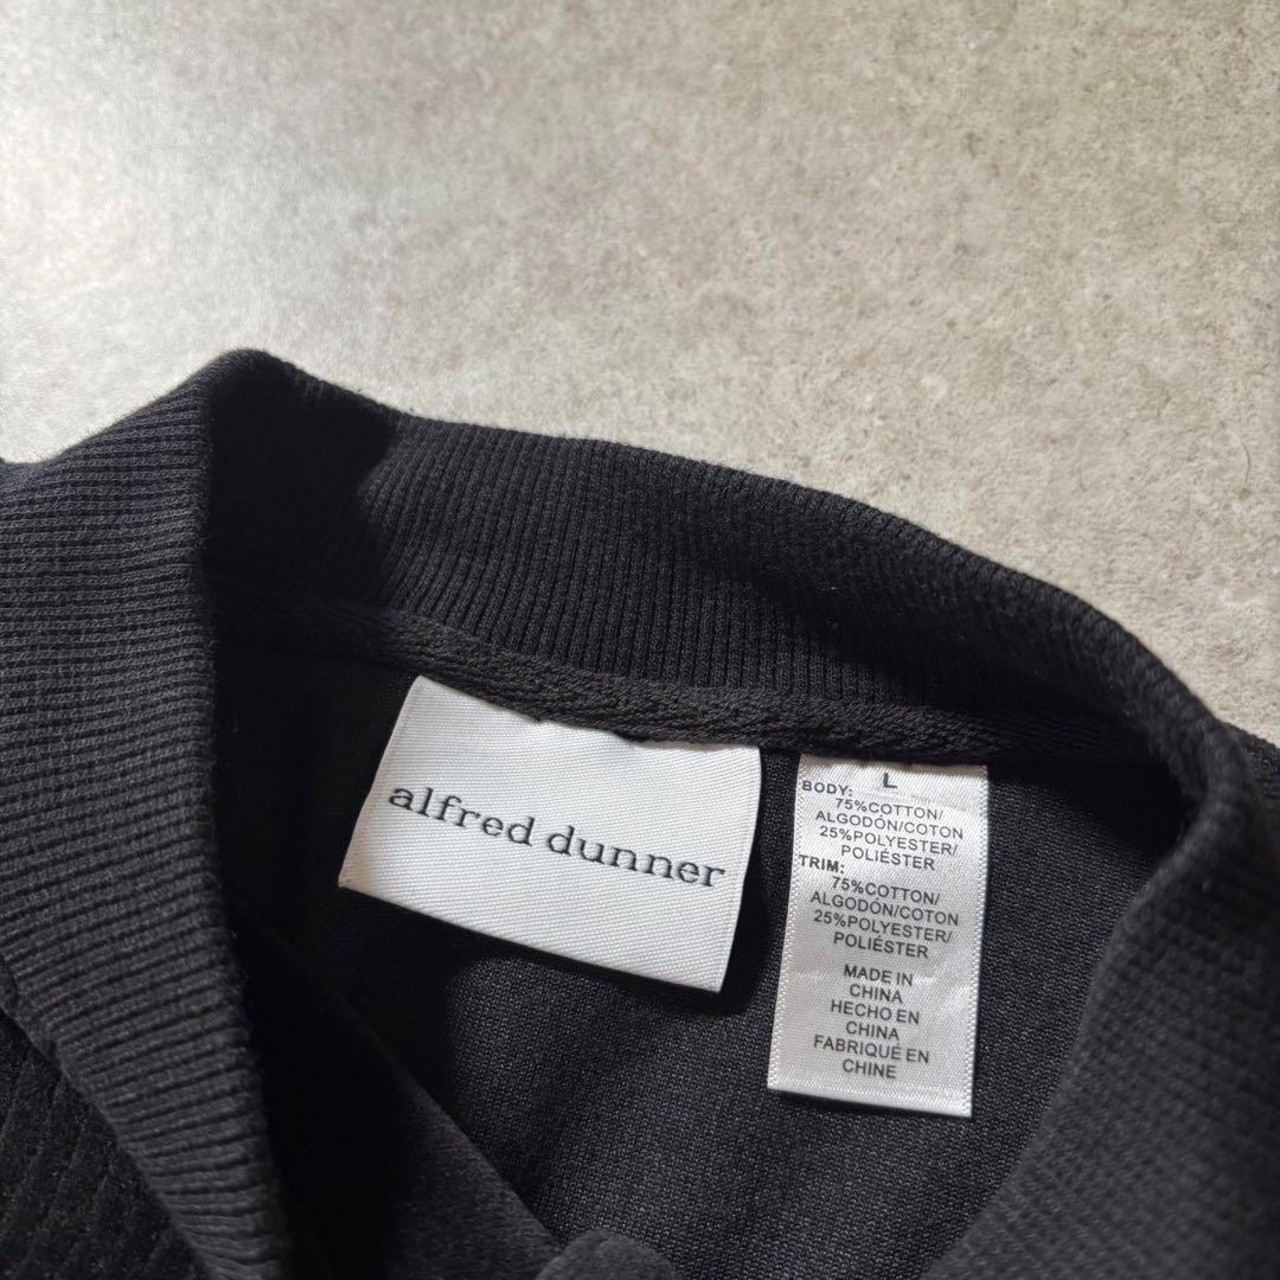 alfred dunner
L
BODY:
75%COTTON/
ALGODÓN/COTON
25%POLYESTER/
POLIÉSTER
TRIM:
75%COTTON/
ALGODÓN/COTON
25%POLYESTER/
POLIÉSTER
MADE IN
CHINA
HECHO EN
CHINA
FABRIQUÉ EN
CHINE